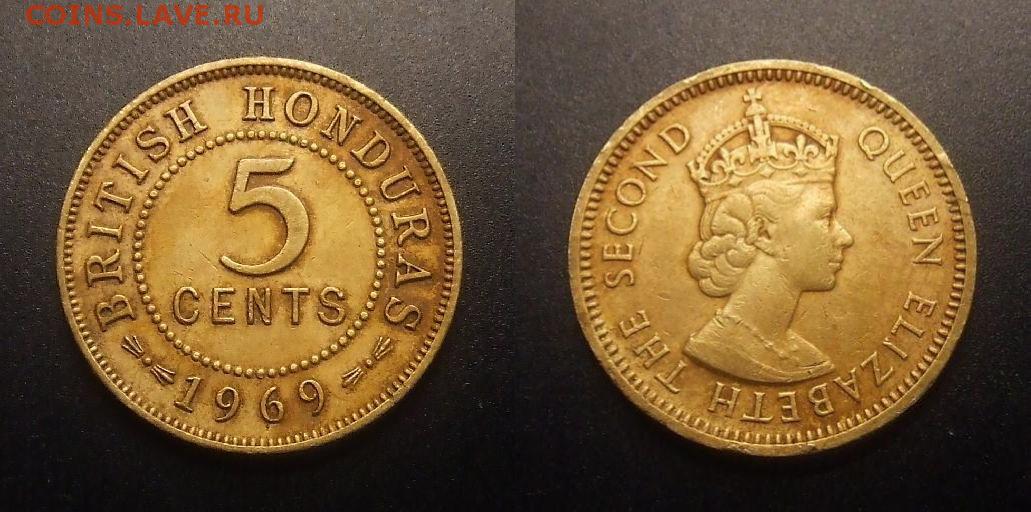 COINS.LAVE.RU
BRITISH HONDURAS
5
CENTS
1969
QUEEN ELIZABETH THE SECOND